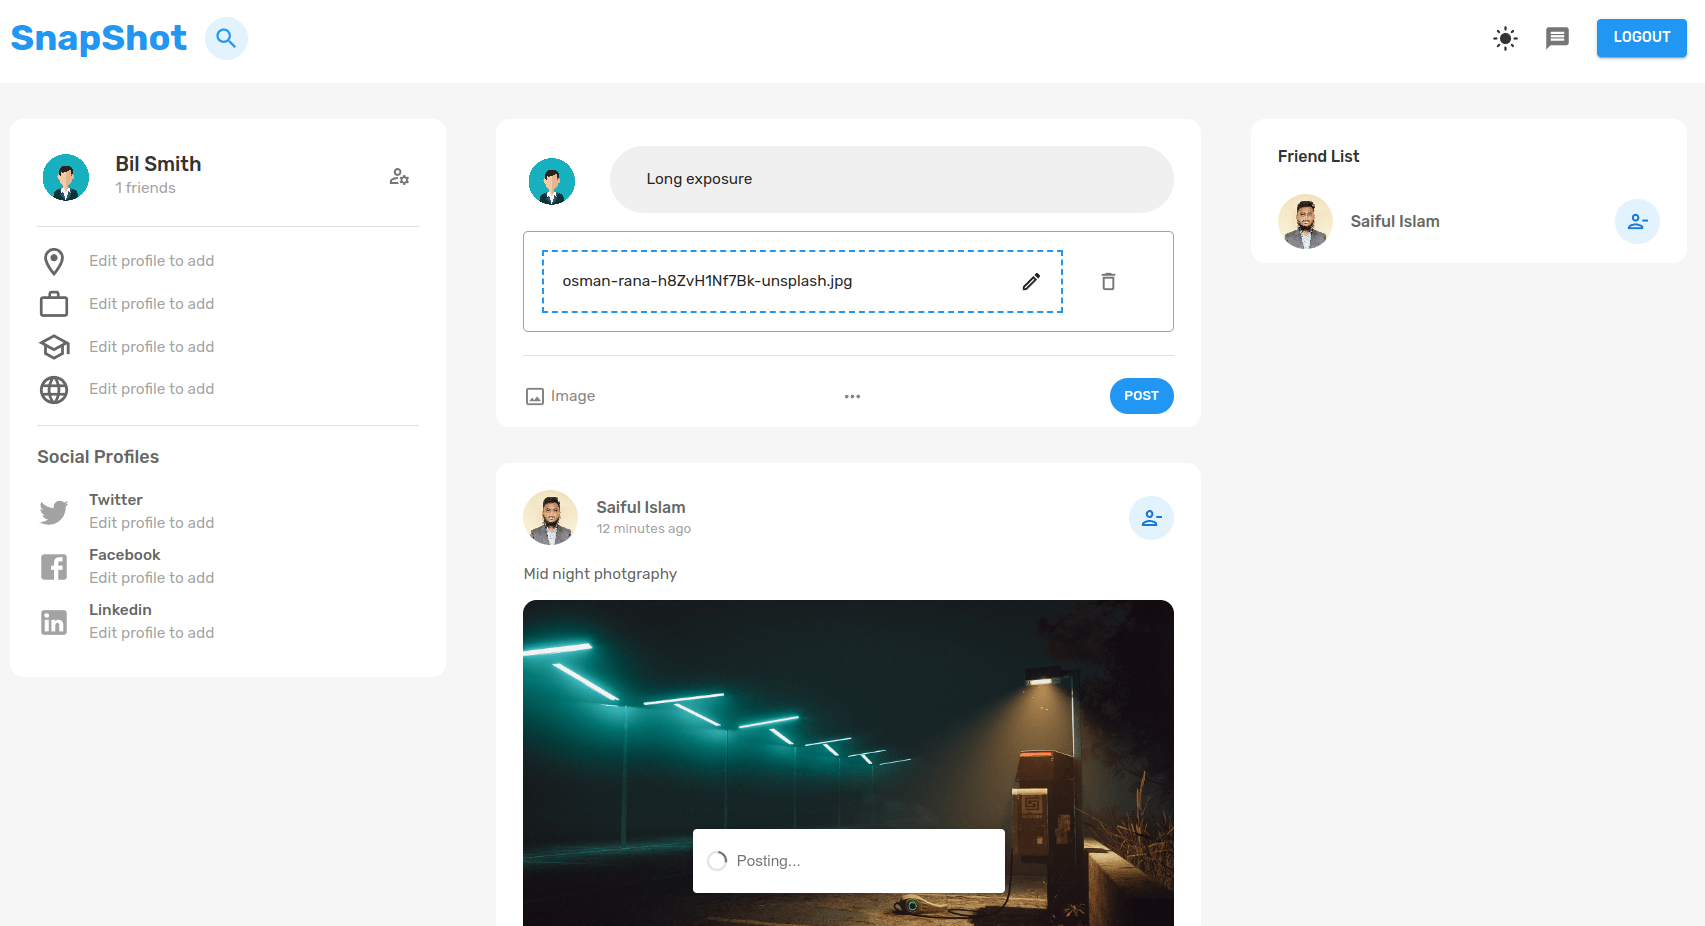 SnapShot
LOGOUT
Bil Smith
1 friends
Edit profile to add
Edit profile to add
Edit profile to add
Edit profile to add
Social Profiles
Twitter
Edit profile to add
Facebook
Edit profile to add
Linkedin
Edit profile to add
Long exposure
osman-rana-h8ZvH1Nf7Bk-unsplash.jpg
Image
POST
Saiful Islam
12 minutes ago
Mid night photgraphy
Posting...
Friend List
Saiful Islam